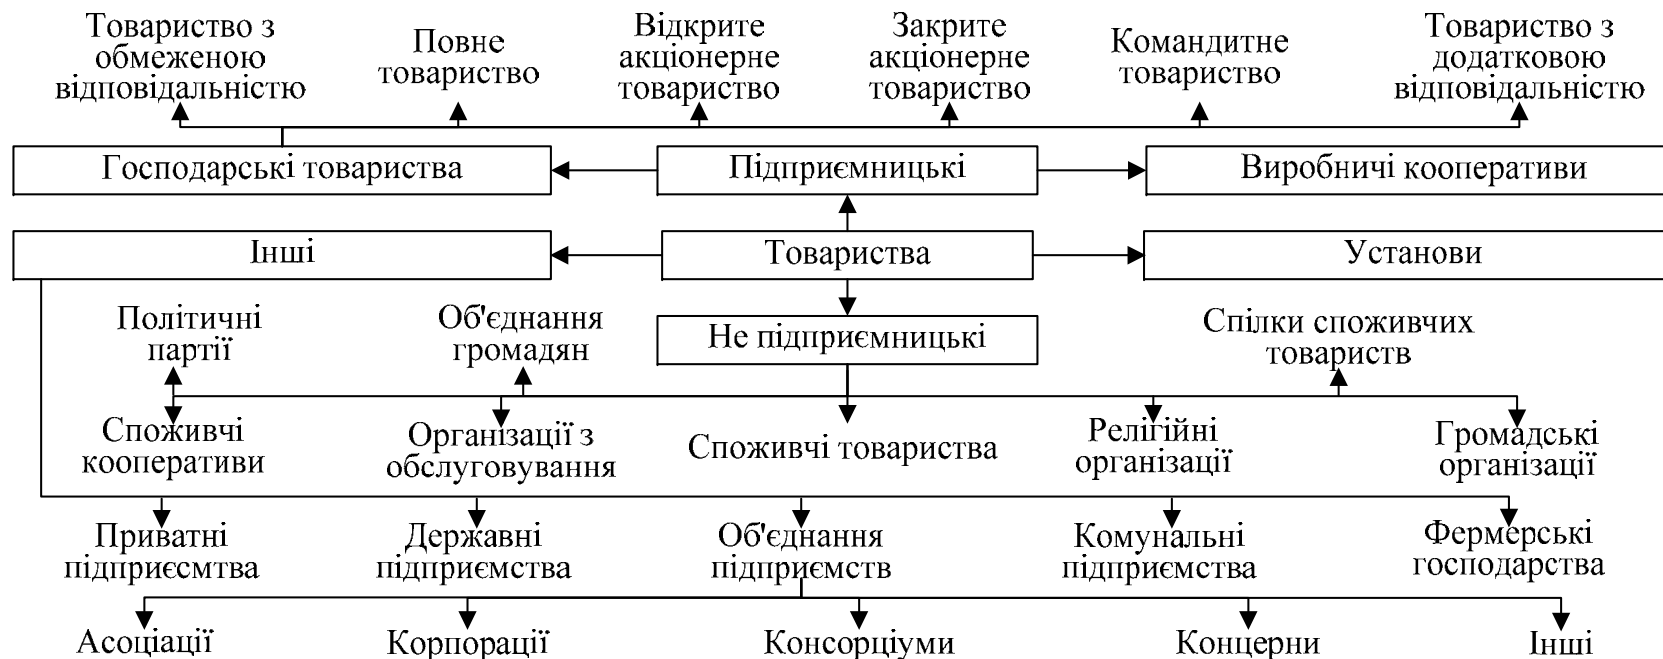 Товариство з
обмеженою
відповідальністю
Повне
товариство
Відкрите
акціонерне
товариство
Закрите
акціонерне
товариство
Командитне
товариство
Товариство з
додатковою
відповідальністю
Господарські товариства
Підприємницькі
Виробничі кооперативи
Інші
Товариства
Установи
Політичні
партії
Об'єднання
громадян
Не підприємницькі
Спілки споживчих
товариств
Споживчі
кооперативи
Організації з
обслуговування
Споживчі товариства
Релігійні
організації
Громадські
організації
Приватні
підприєсмтва
Державні
підприємства
Об'єднання
підприємств
Комунальні
підприємства
Фермерські
господарства
Асоціації
Корпорації
Консорціуми
Концерни
Інші